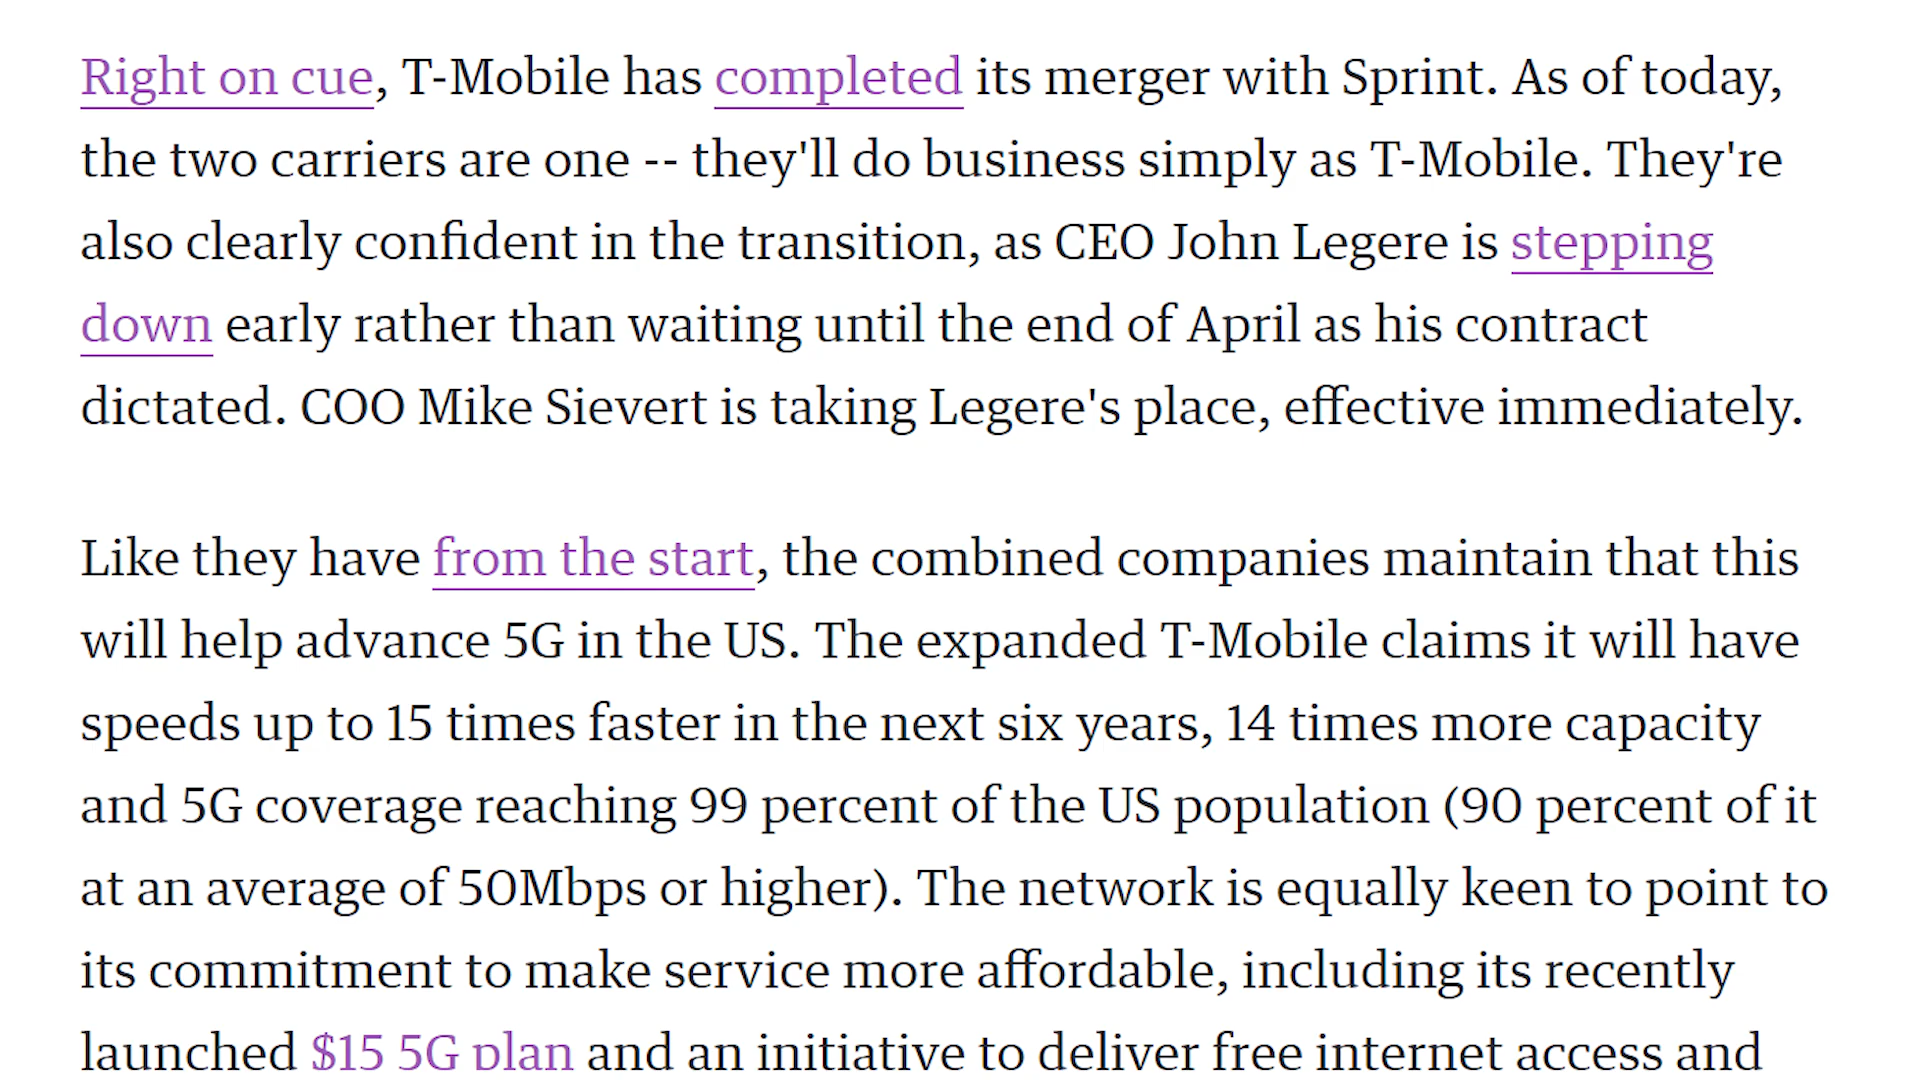 Right on cue, T-Mobile has completed its merger with Sprint. As of today,
the two carriers are one -- they'll do business simply as T-Mobile. They're
also clearly confident in the transition, as CEO John Legere is stepping
down early rather than waiting until the end of April as his contract
dictated. COO Mike Sievert is taking Legere's place, effective immediately.
Like they have from the start, the combined companies maintain that this
will help advance 5G in the US. The expanded T-Mobile claims it will have
speeds up to 15 times faster in the next six years, 14 times more capacity
and 5G coverage reaching 99 percent of the US population (90 percent of it
at an average of 50Mbps or higher). The network is equally keen to point to
its commitment to make service more affordable, including its recently
launched $15 5G plan and an initiative to deliver free internet access and